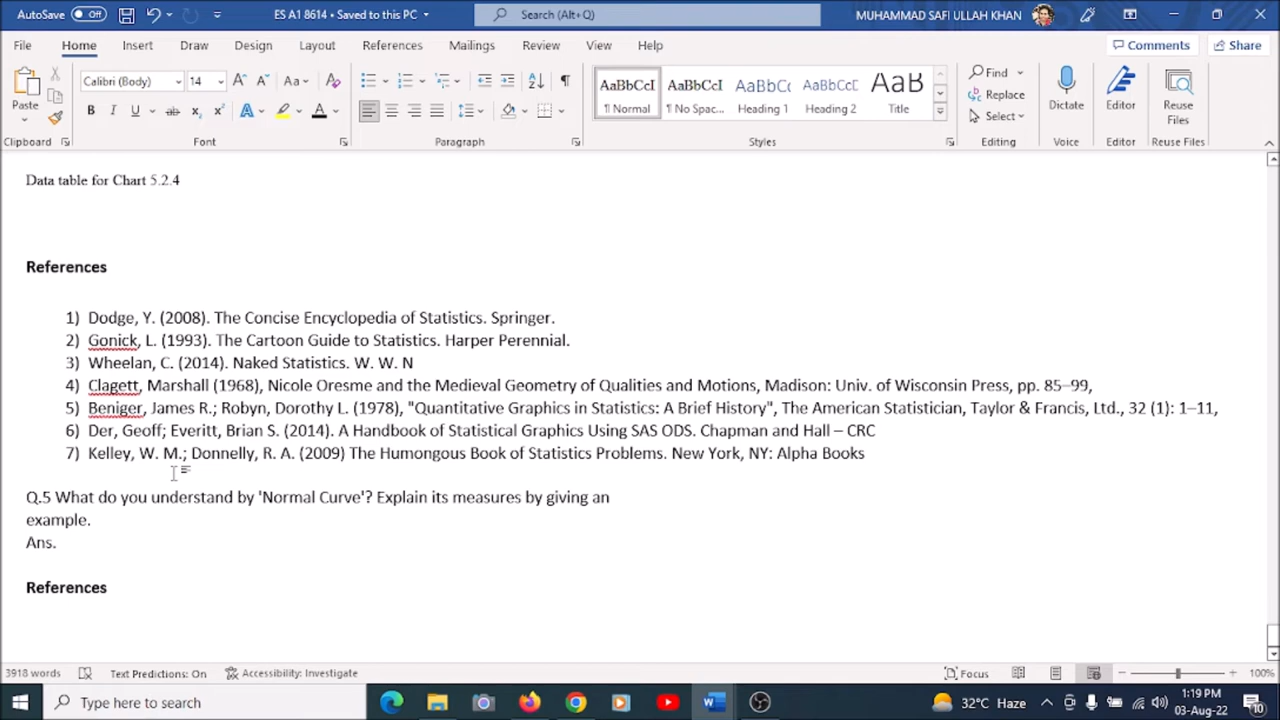 AutoSave Off ES A1 8614 • Saved to this PC Search (Alt+Q) MUHAMMAD SAFI ULLAH KHAN
File Home Insert Draw Design Layout References Mailings Review View Help Comments Share
Paste Calibri (Body) 14 Aa AaBbCcI AaBbCcI AaBbCc AaBbCcI AaB Find Replace Select Dictate Editor Reuse Files
Normal No Spac... Heading 1 Heading 2 Title
Clipboard Font Paragraph Styles Editing Voice Editor Reuse Files
Data table for Chart 5.2.4
References
1) Dodge, Y. (2008). The Concise Encyclopedia of Statistics. Springer.
2) Gonick, L. (1993). The Cartoon Guide to Statistics. Harper Perennial.
3) Wheelan, C. (2014). Naked Statistics. W. W. N
4) Clagett, Marshall (1968), Nicole Oresme and the Medieval Geometry of Qualities and Motions, Madison: Univ. of Wisconsin Press, pp. 85–99,
5) Beniger, James R.; Robyn, Dorothy L. (1978), "Quantitative Graphics in Statistics: A Brief History", The American Statistician, Taylor & Francis, Ltd., 32 (1): 1–11,
6) Der, Geoff; Everitt, Brian S. (2014). A Handbook of Statistical Graphics Using SAS ODS. Chapman and Hall – CRC
7) Kelley, W. M.; Donnelly, R. A. (2009) The Humongous Book of Statistics Problems. New York, NY: Alpha Books
Q.5 What do you understand by 'Normal Curve'? Explain its measures by giving an
example.
Ans.
References
3918 words Text Predictions: On Accessibility: Investigate Focus 100%
Type here to search 32°C Haze 1:19 PM
03-Aug-22 10